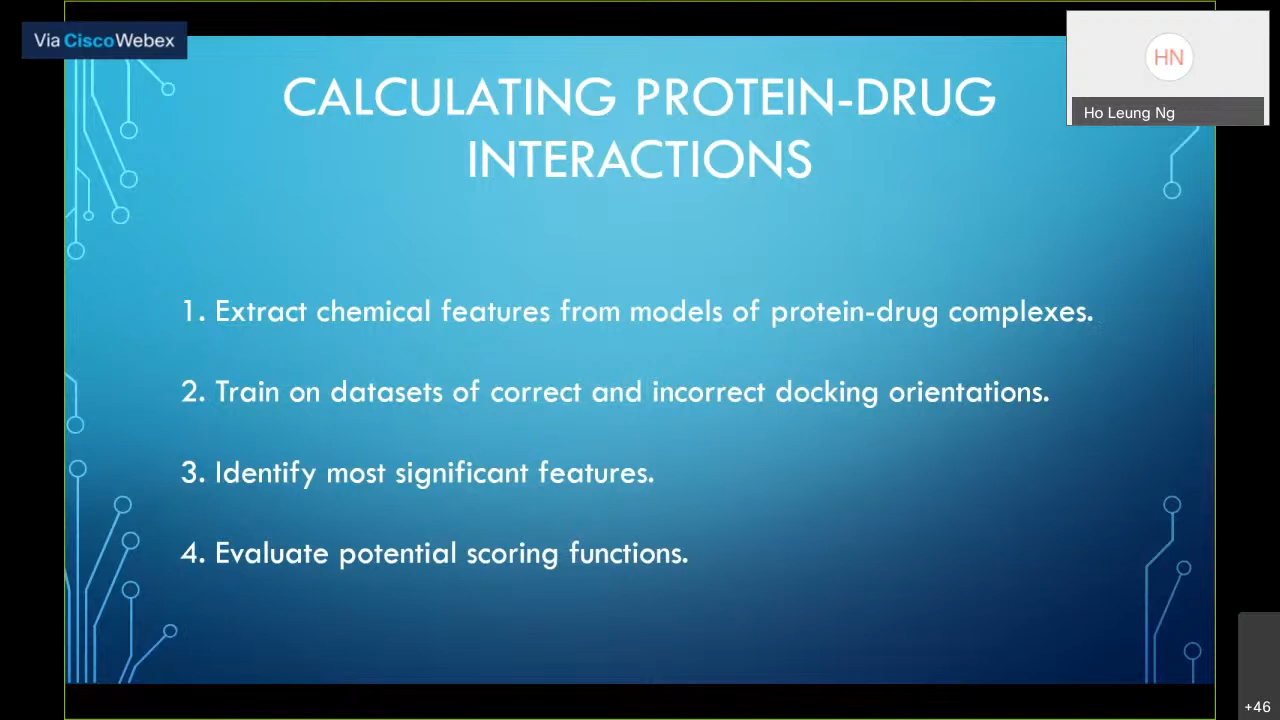 Via CiscoWebex
HN
Ho Leung Ng
CALCULATING PROTEIN-DRUG
INTERACTIONS
1. Extract chemical features from models of protein-drug complexes.
2. Train on datasets of correct and incorrect docking orientations.
3. Identify most significant features.
4. Evaluate potential scoring functions.
+46